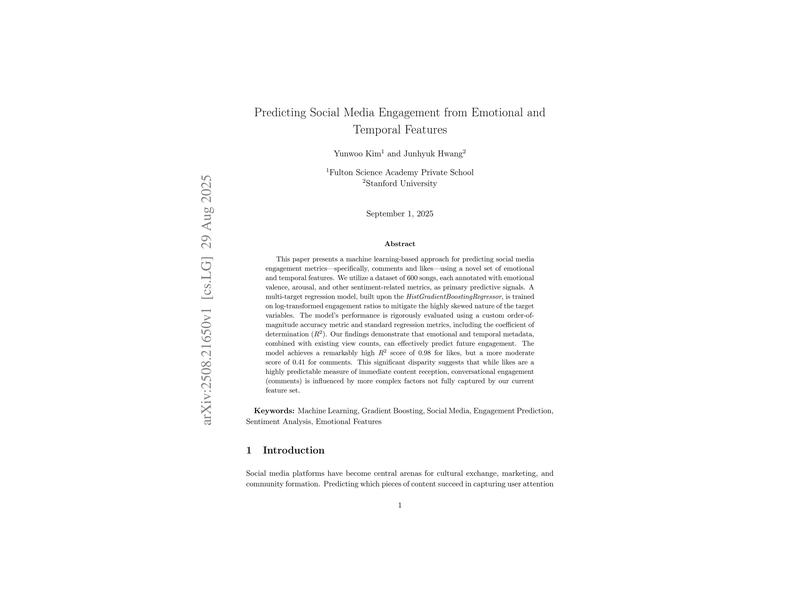 Predicting Social Media Engagement from Emotional and
Temporal Features
Yunwoo Kim¹ and Junhyuk Hwang²
¹Fulton Science Academy Private School
²Stanford University
September 1, 2025
arXiv:2508.21650v1 [cs.LG] 29 Aug 2025
Abstract
This paper presents a machine learning-based approach for predicting social media
engagement metrics—specifically, comments and likes—using a novel set of emotional
and temporal features. We utilize a dataset of 600 songs, each annotated with emotional
valence, arousal, and other sentiment-related metrics, as primary predictive signals. A
multi-target regression model, built upon the HistGradientBoostingRegressor, is trained
on log-transformed engagement ratios to mitigate the highly skewed nature of the target
variables. The model's performance is rigorously evaluated using a custom order-of-
magnitude accuracy metric and standard regression metrics, including the coefficient of
determination (R²). Our findings demonstrate that emotional and temporal metadata,
combined with existing view counts, can effectively predict future engagement. The
model achieves a remarkably high R² score of 0.98 for likes, but a more moderate
score of 0.41 for comments. This significant disparity suggests that while likes are a
highly predictable measure of immediate content reception, conversational engagement
(comments) is influenced by more complex factors not fully captured by our current
feature set.
Keywords: Machine Learning, Gradient Boosting, Social Media, Engagement Prediction,
Sentiment Analysis, Emotional Features
1 Introduction
Social media platforms have become central arenas for cultural exchange, marketing, and
community formation. Predicting which pieces of content succeed in capturing user attention
1